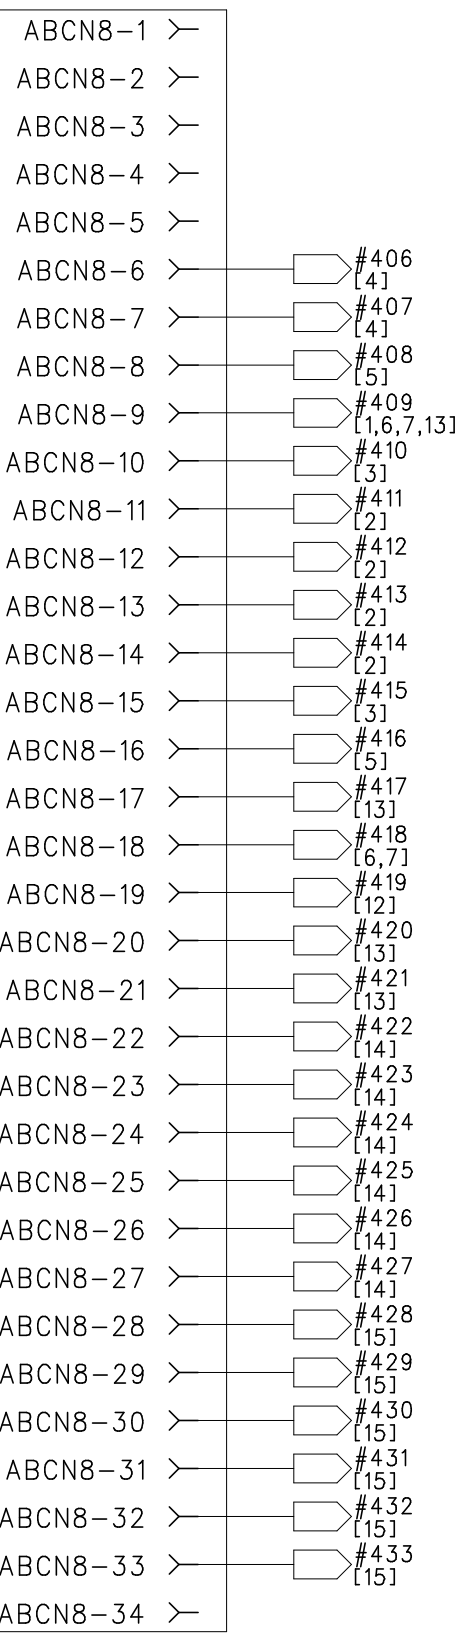 ABCN8-1
ABCN8-2
ABCN8-3
ABCN8-4
ABCN8-5
ABCN8-6 #406
[4]
ABCN8-7 #407
[4]
ABCN8-8 #408
[5]
ABCN8-9 #409
[1,6,7,13]
ABCN8-10 #410
[3]
ABCN8-11 #411
[2]
ABCN8-12 #412
[2]
ABCN8-13 #413
[2]
ABCN8-14 #414
[2]
ABCN8-15 #415
[3]
ABCN8-16 #416
[5]
ABCN8-17 #417
[13]
ABCN8-18 #418
[6,7]
ABCN8-19 #419
[12]
ABCN8-20 #420
[13]
ABCN8-21 #421
[13]
ABCN8-22 #422
[14]
ABCN8-23 #423
[14]
ABCN8-24 #424
[14]
ABCN8-25 #425
[14]
ABCN8-26 #426
[14]
ABCN8-27 #427
[14]
ABCN8-28 #428
[15]
ABCN8-29 #429
[15]
ABCN8-30 #430
[15]
ABCN8-31 #431
[15]
ABCN8-32 #432
[15]
ABCN8-33 #433
[15]
ABCN8-34